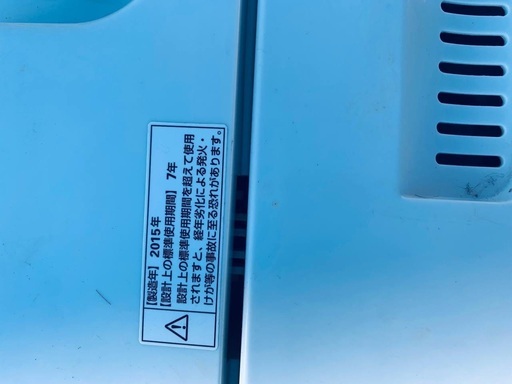 【製造年】2015年
【設計上の標準使用期間】7年
設計上の標準使用期間を超えて使用
されますと、経年劣化による発火・
けが等の事故に至る恐れがあります。